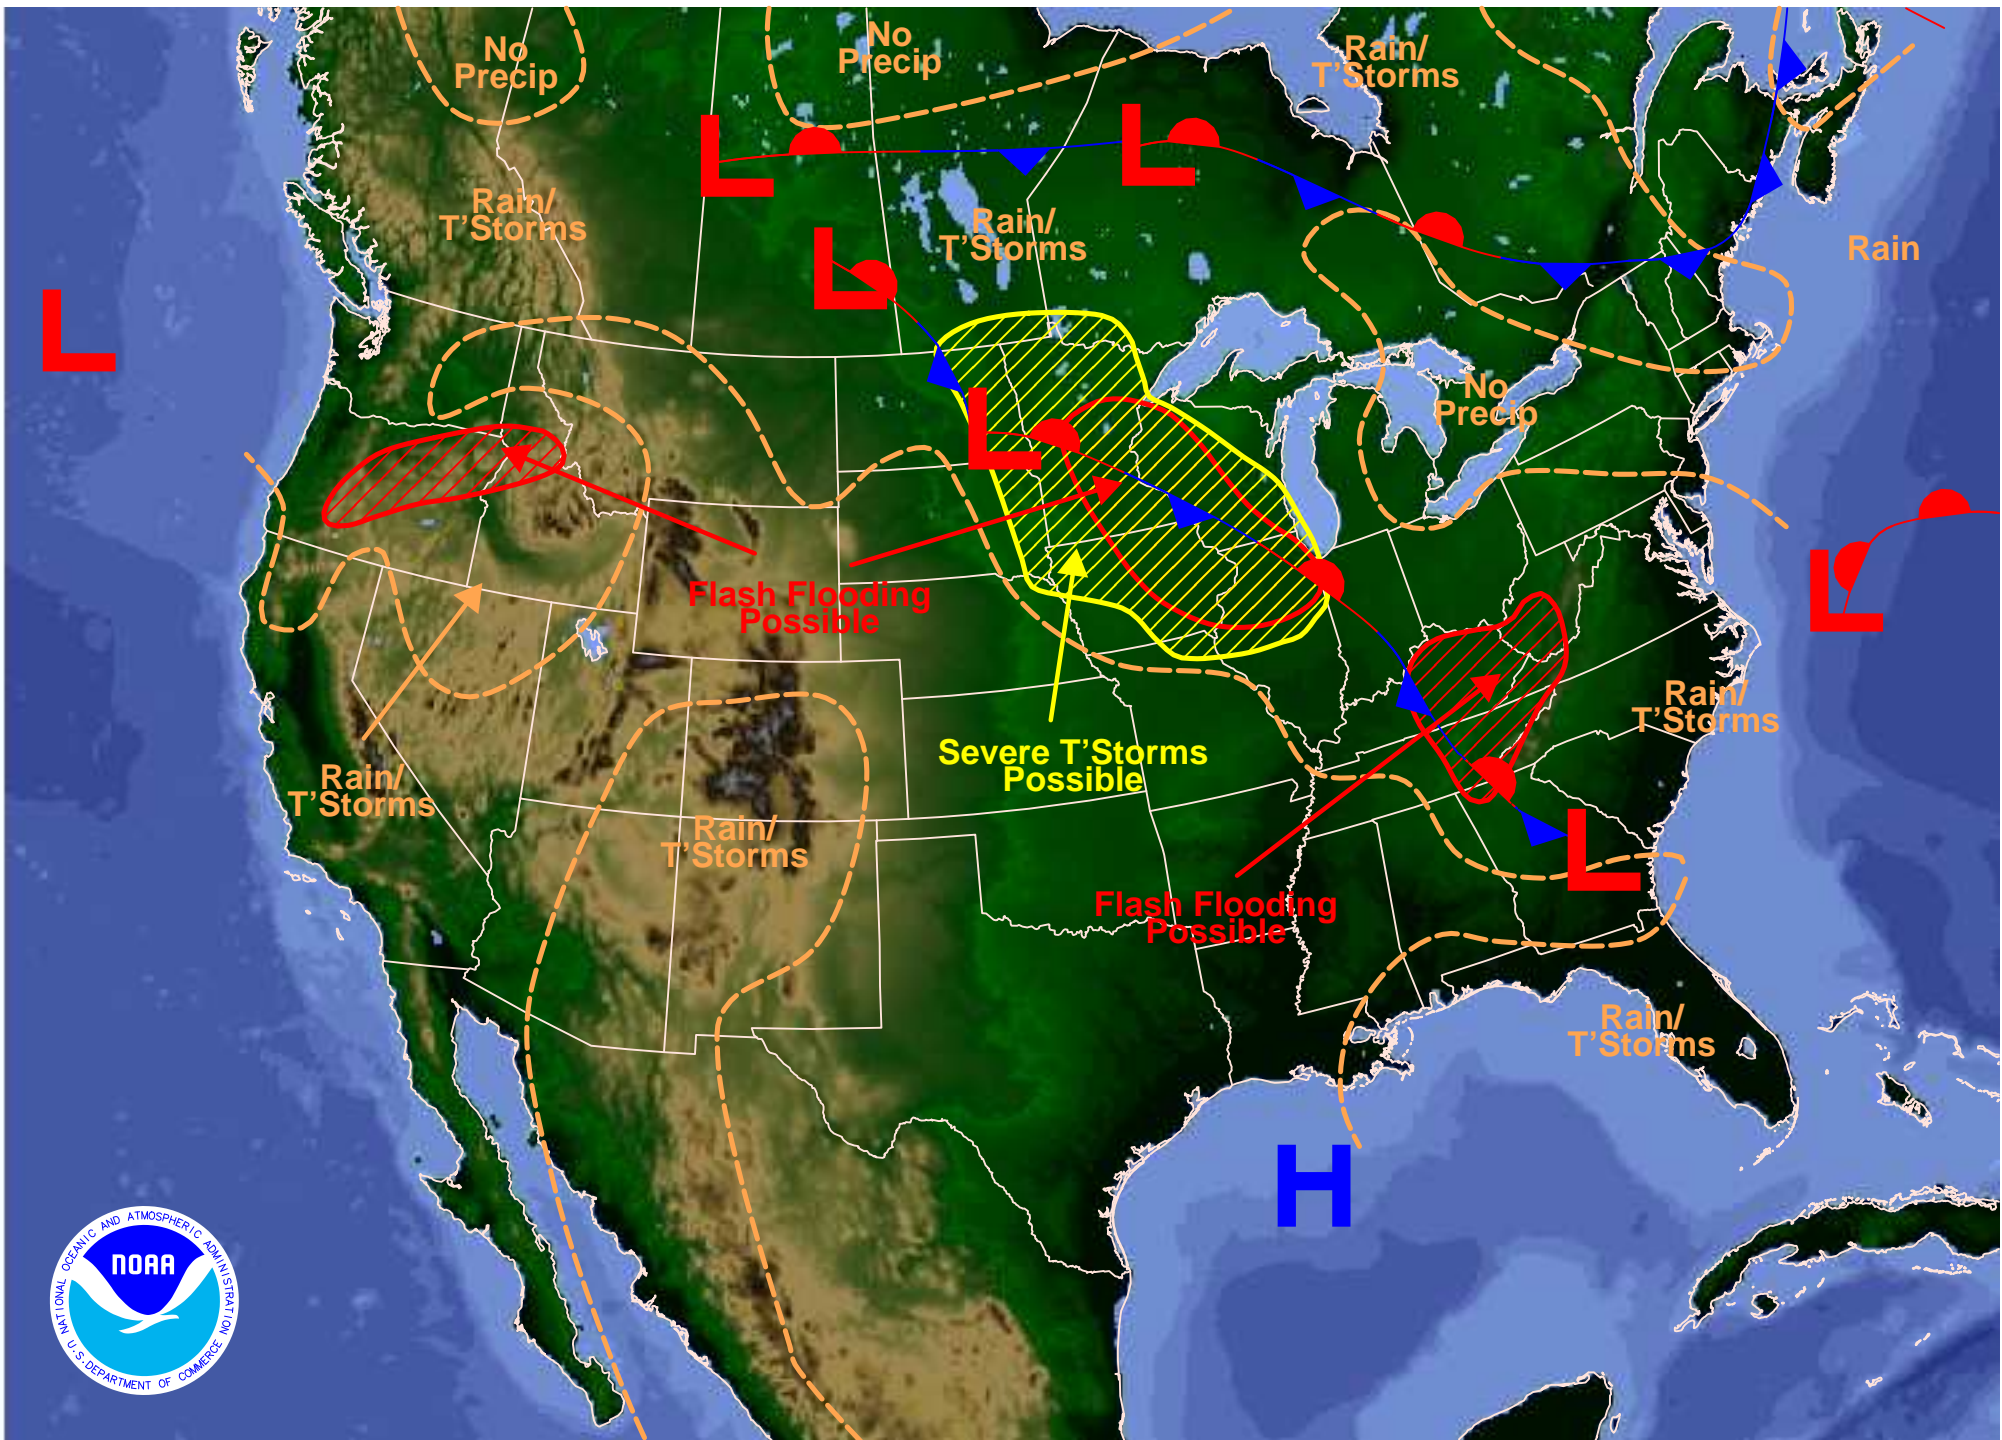 No
Precip
No
Precip
Rain/
T'Storms
L
L
Rain/
T'Storms
Rain/
T'Storms
Rain
L
L
No
Precip
L
L
Flash Flooding
Possible
Rain/
T'Storms
Severe T'Storms
Possible
Rain/
T'Storms
Rain/
T'Storms
L
Flash Flooding
Possible
Rain/
T'Storms
H
NATIONAL OCEANIC AND ATMOSPHERIC ADMINISTRATION
NOAA
U.S. DEPARTMENT OF COMMERCE